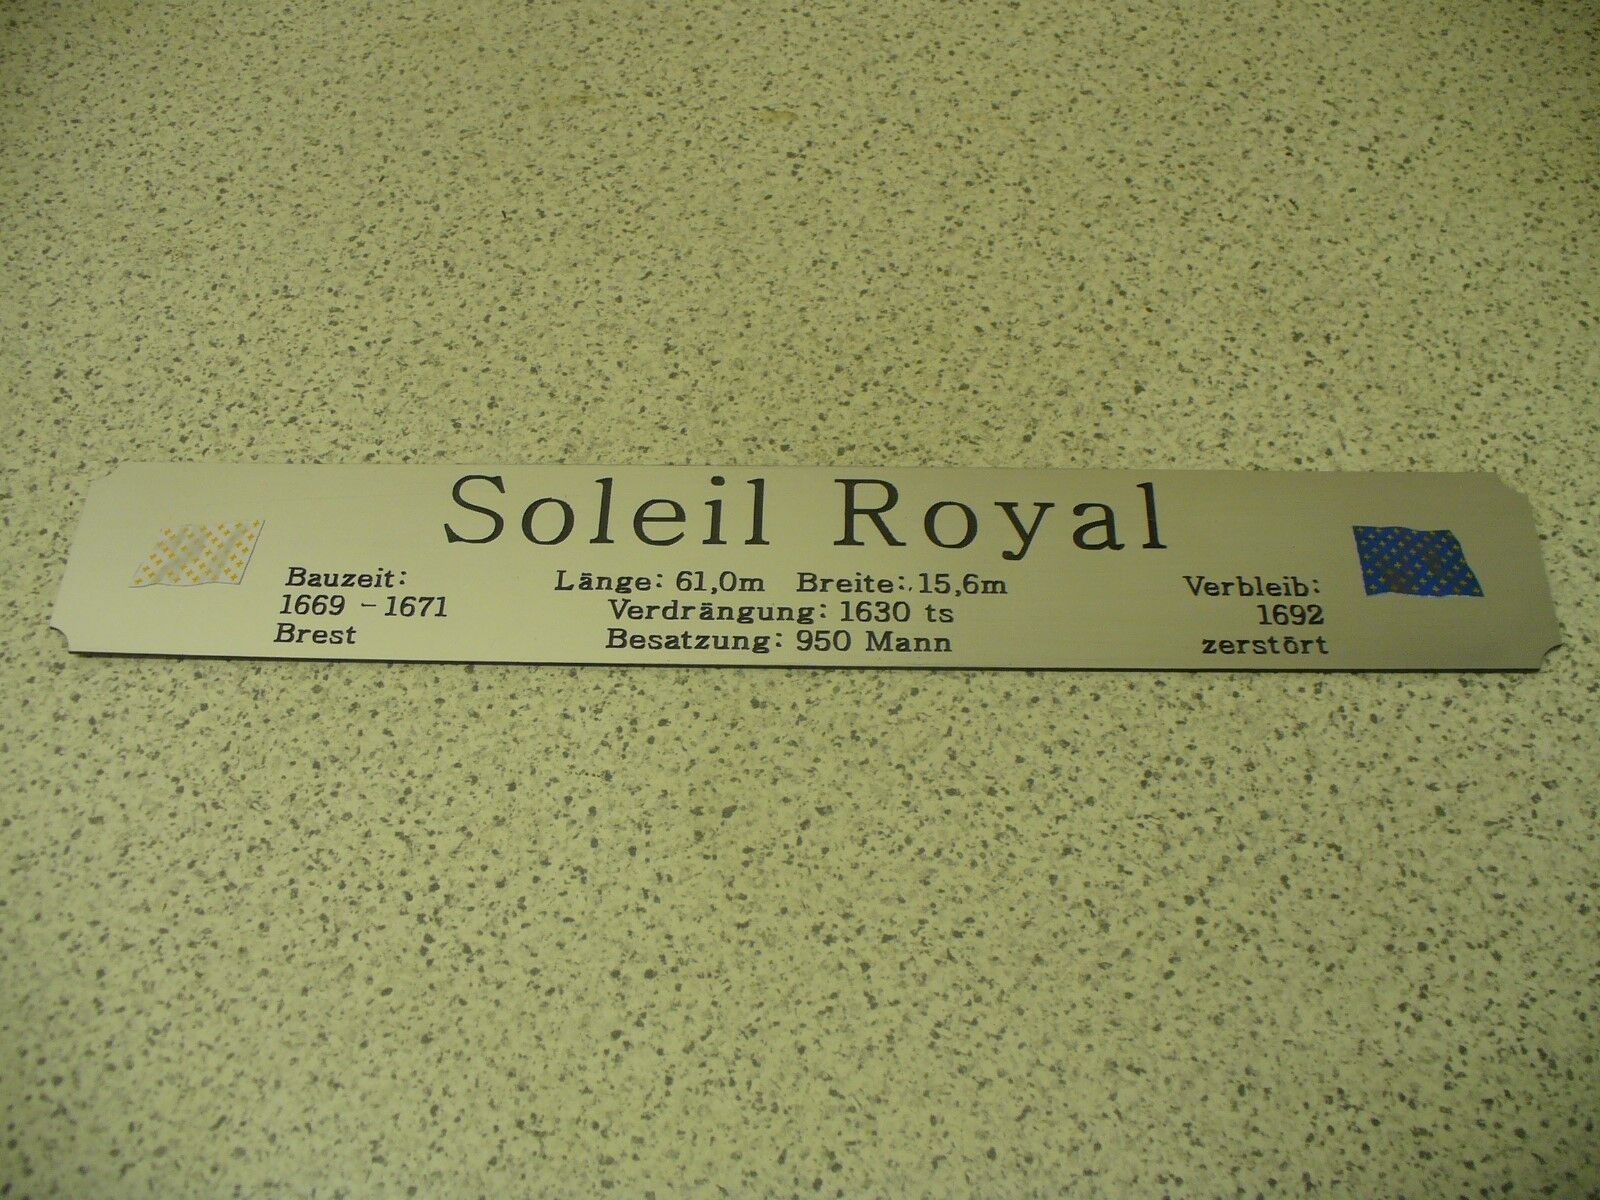 Soleil Royal
Bauzeit:
1669 - 1671
Brest
Länge: 61,0m Breite: 15,6m
Verdrängung: 1630 ts
Besatzung: 950 Mann
Verbleib:
1692
zerstört